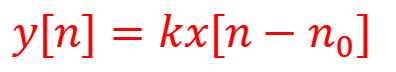 y[n] = kx[n − n₀]